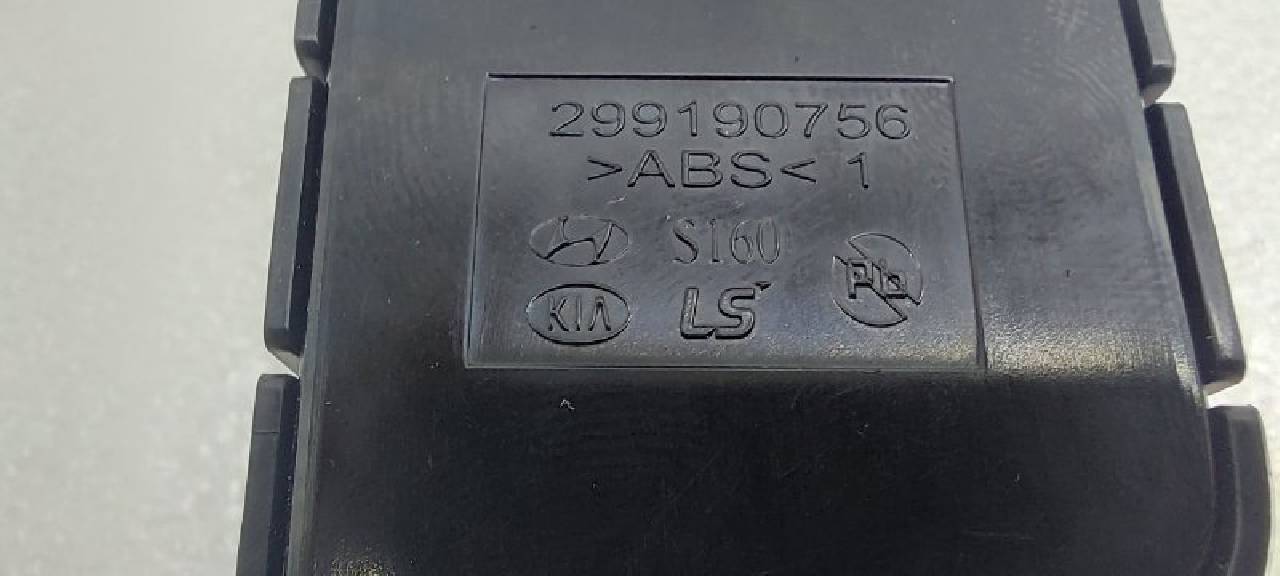 299190756
>ABS< 1
S160
KIA LS
Pb